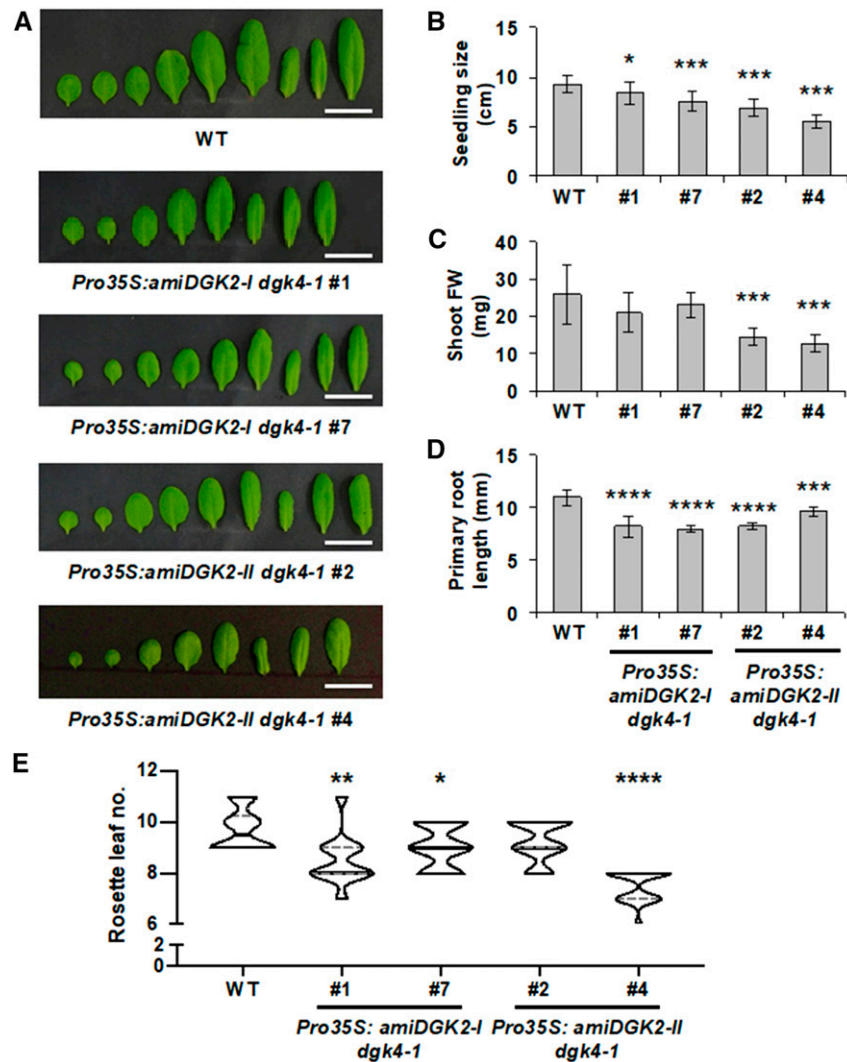 A
WT
Pro35S:amiDGK2-I dgk4-1 #1
Pro35S:amiDGK2-I dgk4-1 #7
Pro35S:amiDGK2-II dgk4-1 #2
Pro35S:amiDGK2-II dgk4-1 #4
B
Seedling size
(cm)
15
10
5
0
* *** *** ***
WT #1 #7 #2 #4
C
Shoot FW
(mg)
40
30
20
10
0
*** ***
WT #1 #7 #2 #4
D
Primary root
length (mm)
15
10
5
0
**** **** **** ***
WT #1 #7 #2 #4
Pro35S:
amiDGK2-I
dgk4-1
Pro35S:
amiDGK2-II
dgk4-1
E
Rosette leaf no.
12
10
8
6
2
0
** * ****
WT #1 #7 #2 #4
Pro35S: amiDGK2-I
dgk4-1
Pro35S: amiDGK2-II
dgk4-1